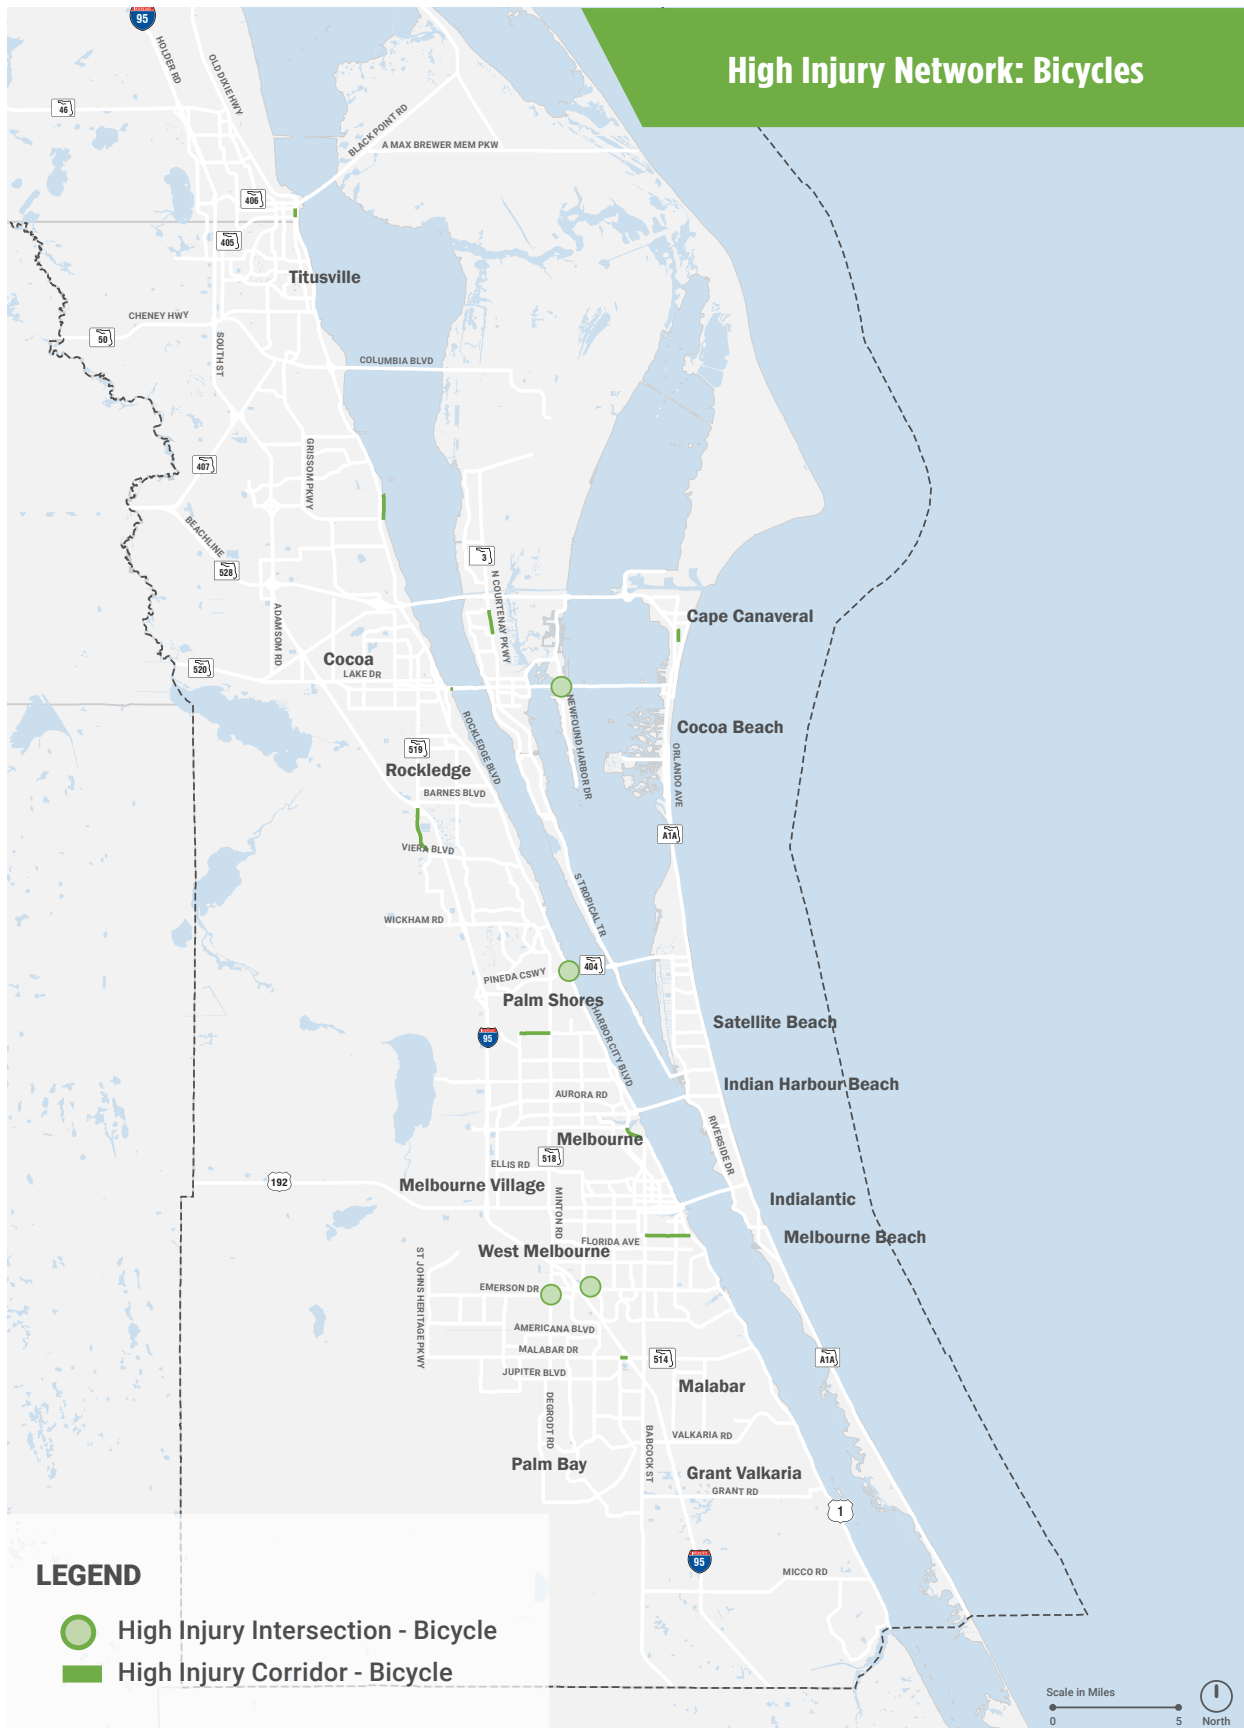 High Injury Network: Bicycles
95
HOLDER RD
OLD DIXIE HWY
46
BLACK POINT RD
A MAX BREWER MEM PKW
406
405
Titusville
CHENEY HWY
50
SOUTH ST
COLUMBIA BLVD
GRISSOM PKWY
407
BEACHLINE
528
3
N COURTENAY PKWY
ADAMSOM RD
Cape Canaveral
Cocoa
520
LAKE DR
NEWFOUND HARBOR DR
ROCKLEDGE BLVD
Cocoa Beach
519
ORLANDO AVE
Rockledge
BARNES BLVD
A1A
VIERA BLVD
S TROPICAL TR
WICKHAM RD
404
PINEDA CSWY
Palm Shores
HARBOR CITY BLVD
Satellite Beach
95
Indian Harbour Beach
AURORA RD
RIVERSIDE DR
Melbourne
518
ELLIS RD
192
Melbourne Village
MINTON RD
Indialantic
Melbourne Beach
FLORIDA AVE
West Melbourne
ST JOHNS HERITAGE PKWY
EMERSON DR
AMERICANA BLVD
MALABAR DR
514
A1A
JUPITER BLVD
Malabar
DEGRODT RD
BABCOCK ST
VALKARIA RD
Palm Bay
Grant Valkaria
GRANT RD
1
95
MICCO RD
LEGEND
High Injury Intersection - Bicycle
High Injury Corridor - Bicycle
Scale in Miles
0 5
North